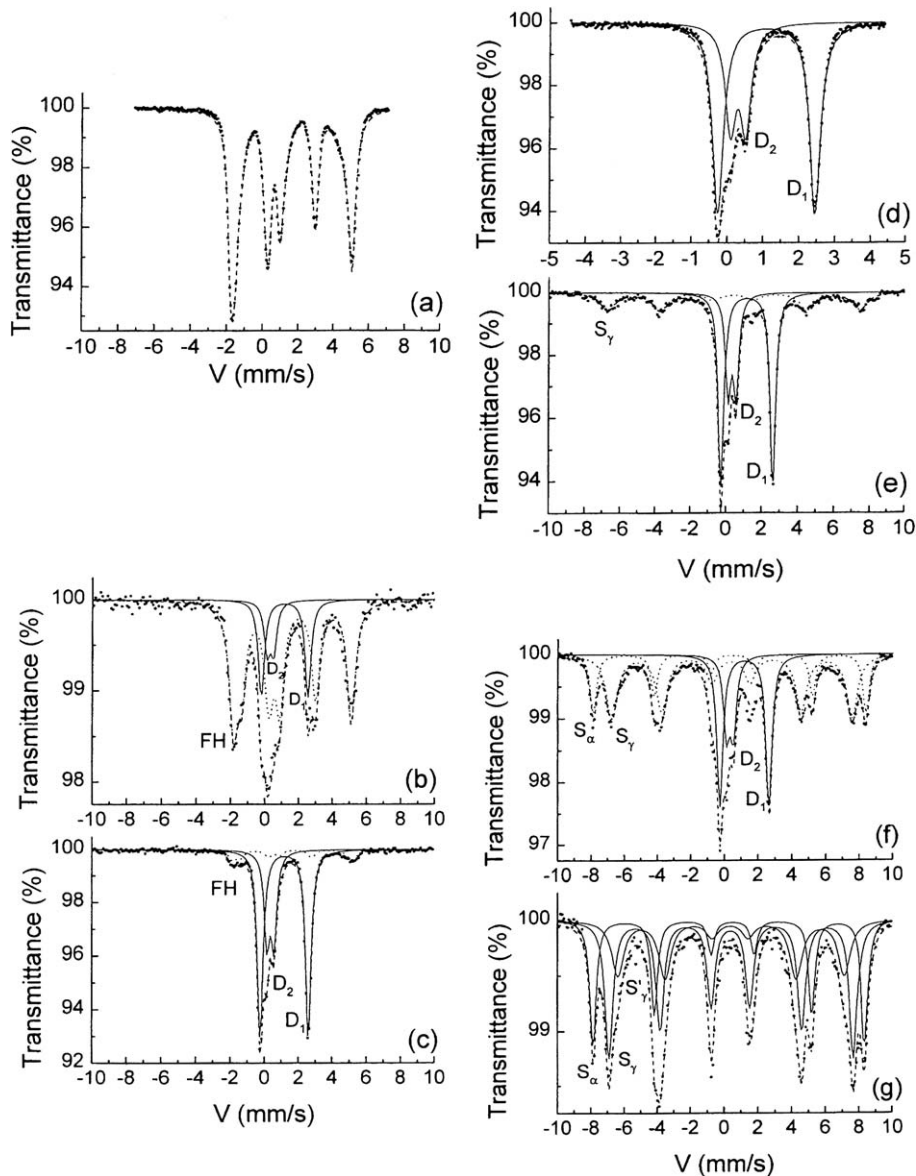 Transmittance (%)
100
98
96
94
-10 -8 -6 -4 -2 0 2 4 6 8 10
V (mm/s)
(a)
Transmittance (%)
100
99
98
-10 -8 -6 -4 -2 0 2 4 6 8 10
FH
D₂
D₁
(b)
Transmittance (%)
100
98
96
94
92
-10 -8 -6 -4 -2 0 2 4 6 8 10
V (mm/s)
FH
D₂
D₁
(c)
Transmittance (%)
100
98
96
94
-5 -4 -3 -2 -1 0 1 2 3 4 5
D₂
D₁
(d)
Transmittance (%)
100
98
96
94
-10 -8 -6 -4 -2 0 2 4 6 8 10
V (mm/s)
Sγ
D₂
D₁
(e)
Transmittance (%)
100
99
98
97
-10 -8 -6 -4 -2 0 2 4 6 8 10
Sα
Sγ
D₂
D₁
(f)
Transmittance (%)
100
99
-10 -8 -6 -4 -2 0 2 4 6 8 10
V (mm/s)
Sα
Sγ
S'γ
(g)